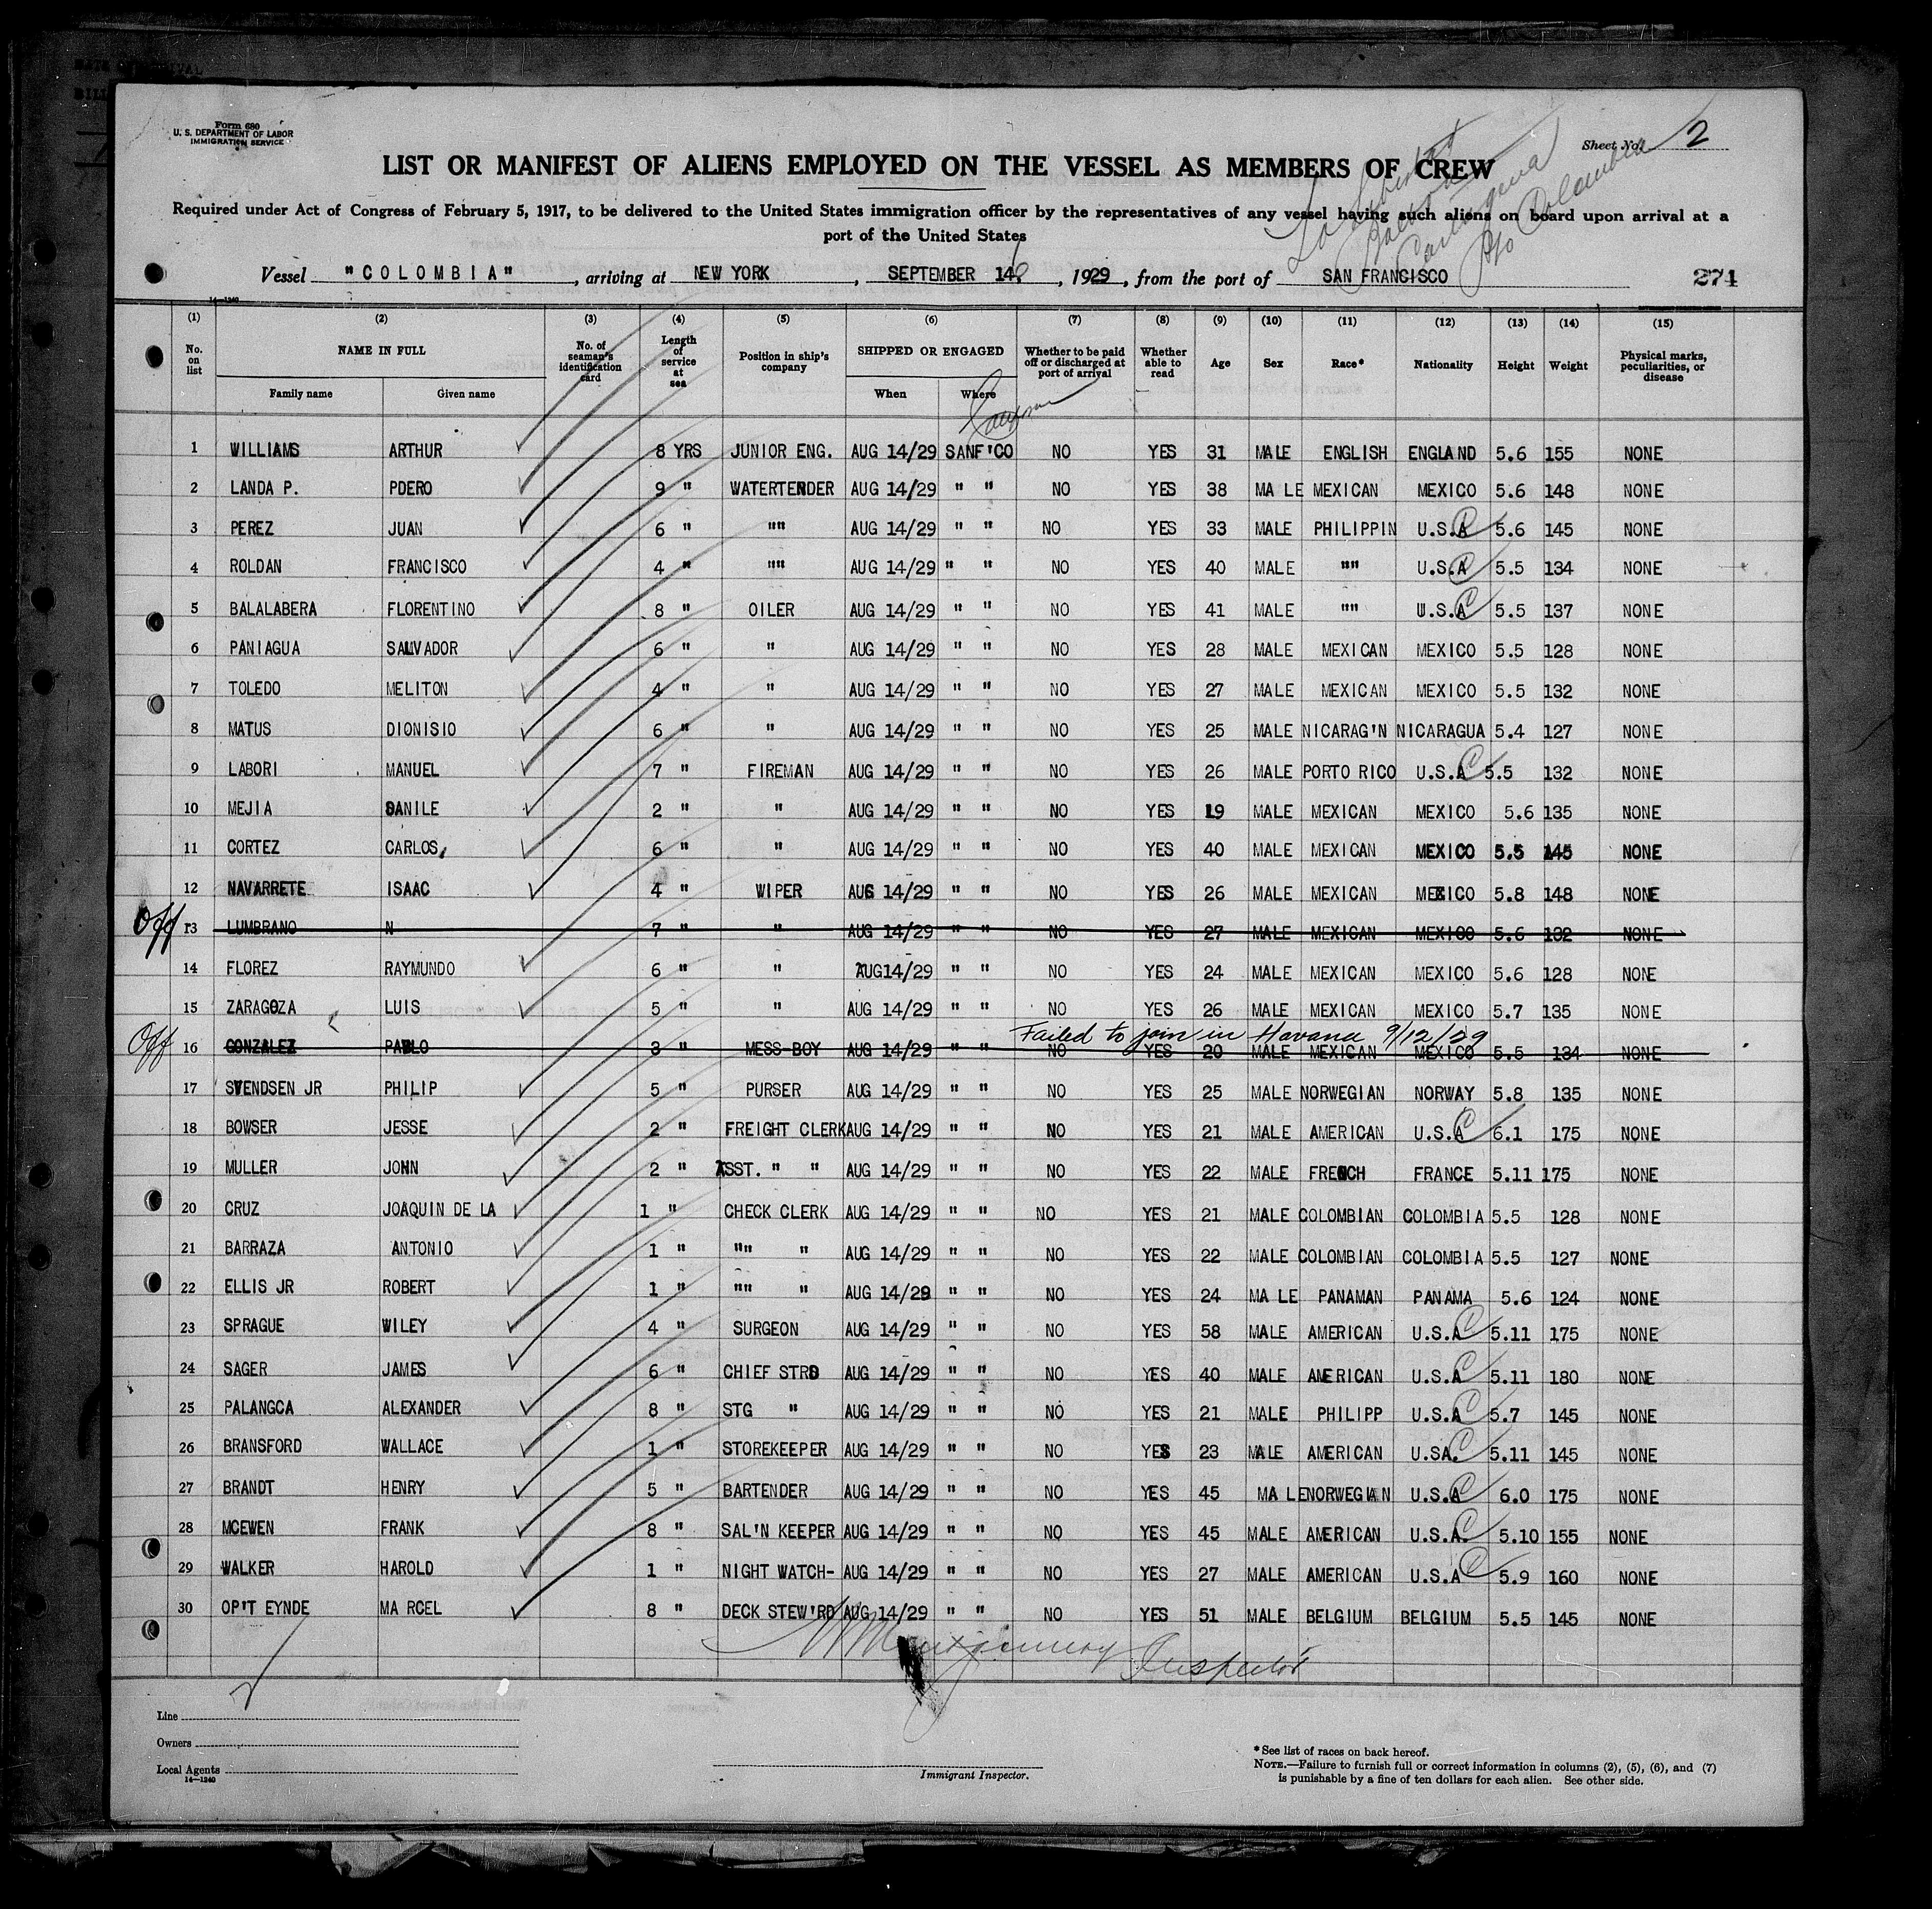 Form 680
U. S. DEPARTMENT OF LABOR
IMMIGRATION SERVICE
Sheet No. 2
LIST OR MANIFEST OF ALIENS EMPLOYED ON THE VESSEL AS MEMBERS OF CREW
Required under Act of Congress of February 5, 1917, to be delivered to the United States immigration officer by the representatives of any vessel having such aliens on board upon arrival at a
port of the United States
La Libertad
Balboa
Cartagena
Pto Colombia
Vessel "COLOMBIA", arriving at NEW YORK, SEPTEMBER 14, 1929, from the port of SAN FRANCISCO 274
14-1240
(1) (2) (3) (4) (5) (6) (7) (8) (9) (10) (11) (12) (13) (14) (15)
No. on list NAME IN FULL No. of seaman's identification card Length of service at sea Position in ship's company SHIPPED OR ENGAGED Whether to be paid off or discharged at port of arrival Whether able to read Age Sex Race* Nationality Height Weight Physical marks, peculiarities, or disease
Family name Given name When Where
1 WILLIAMS ARTHUR 8 YRS JUNIOR ENG. AUG 14/29 SANF'CO NO YES 31 MALE ENGLISH ENGLAND 5.6 155 NONE
2 LANDA P. PDERO 9 " WATERTENDER AUG 14/29 " " NO YES 38 MA LE MEXICAN MEXICO 5.6 148 NONE
3 PEREZ JUAN 6 " "" AUG 14/29 " " NO YES 33 MALE PHILIPPIN U.S.A C 5.6 145 NONE
4 ROLDAN FRANCISCO 4 " "" AUG 14/29 " " NO YES 40 MALE "" U.S.A C 5.5 134 NONE
5 BALALABERA FLORENTINO 8 " OILER AUG 14/29 " " NO YES 41 MALE "" U.S.A C 5.5 137 NONE
6 PANIAGUA SALVADOR 6 " " AUG 14/29 " " NO YES 28 MALE MEXICAN MEXICO 5.5 128 NONE
7 TOLEDO MELITON 4 " " AUG 14/29 " " NO YES 27 MALE MEXICAN MEXICO 5.5 132 NONE
8 MATUS DIONISIO 6 " " AUG 14/29 " " NO YES 25 MALE NICARAG'N NICARAGUA 5.4 127 NONE
9 LABORI MANUEL 7 " FIREMAN AUG 14/29 " " NO YES 26 MALE PORTO RICO U.S.A C 5.5 132 NONE
10 MEJIA DANILE 2 " " AUG 14/29 " " NO YES 19 MALE MEXICAN MEXICO 5.6 135 NONE
11 CORTEZ CARLOS 6 " " AUG 14/29 " " NO YES 40 MALE MEXICAN MEXICO 5.5 145 NONE
12 NAVARRETE ISAAC 4 " WIPER AUG 14/29 " " NO YES 26 MALE MEXICAN MEXICO 5.8 148 NONE
Off 13 LUMBRANO N 7 " " AUG 14/29 " " NO YES 27 MALE MEXICAN MEXICO 5.6 132 NONE
14 FLOREZ RAYMUNDO 6 " " AUG14/29 " " NO YES 24 MALE MEXICAN MEXICO 5.6 128 NONE
15 ZARAGOZA LUIS 5 " " AUG 14/29 " " NO YES 26 MALE MEXICAN MEXICO 5.7 135 NONE
Failed to join in Havana 9/12/29
Off 16 GONZALEZ PABLO 3 " MESS BOY AUG 14/29 " " NO YES 20 MALE MEXICAN MEXICO 5.5 134 NONE
17 SVENDSEN JR PHILIP 5 " PURSER AUG 14/29 " " NO YES 25 MALE NORWEGIAN NORWAY 5.8 135 NONE
18 BOWSER JESSE 2 " FREIGHT CLERK AUG 14/29 " " NO YES 21 MALE AMERICAN U.S.A C 6.1 175 NONE
19 MULLER JOHN 2 " ASST. " " AUG 14/29 " " NO YES 22 MALE FRENCH FRANCE 5.11 175 NONE
20 CRUZ JOAQUIN DE LA 1 " CHECK CLERK AUG 14/29 " " NO YES 21 MALE COLOMBIAN COLOMBIA 5.5 128 NONE
21 BARRAZA ANTONIO 1 " "" " AUG 14/29 " " NO YES 22 MALE COLOMBIAN COLOMBIA 5.5 127 NONE
22 ELLIS JR ROBERT 1 " "" " AUG 14/29 " " NO YES 24 MA LE PANAMAN PANAMA 5.6 124 NONE
23 SPRAGUE WILEY 4 " SURGEON AUG 14/29 " " NO YES 58 MALE AMERICAN U.S.A C 5.11 175 NONE
24 SAGER JAMES 6 " CHIEF STRD AUG 14/29 " " NO YES 40 MALE AMERICAN U.S.A C 5.11 180 NONE
25 PALANGCA ALEXANDER 8 " STG " AUG 14/29 " " NO YES 21 MALE PHILIPP U.S.A C 5.7 145 NONE
26 BRANSFORD WALLACE 1 " STOREKEEPER AUG 14/29 " " NO YES 23 MALE AMERICAN U.SA. C 5.11 145 NONE
27 BRANDT HENRY 5 " BARTENDER AUG 14/29 " " NO YES 45 MA LE NORWEGIAN U.S.A C 6.0 175 NONE
28 MCEWEN FRANK 8 " SAL'N KEEPER AUG 14/29 " " NO YES 45 MALE AMERICAN U.S.A. C 5.10 155 NONE
29 WALKER HAROLD 1 " NIGHT WATCH- AUG 14/29 " " NO YES 27 MALE AMERICAN U.S.A C 5.9 160 NONE
30 OP'T EYNDE MA RCEL 8 " DECK STEW'RD AUG 14/29 " " NO YES 51 MALE BELGIUM BELGIUM 5.5 145 NONE
Montgomery Inspector
Line
Owners
Local Agents
14-1240
Immigrant Inspector.
* See list of races on back hereof.
NOTE.—Failure to furnish full or correct information in columns (2), (5), (6), and (7)
is punishable by a fine of ten dollars for each alien. See other side.